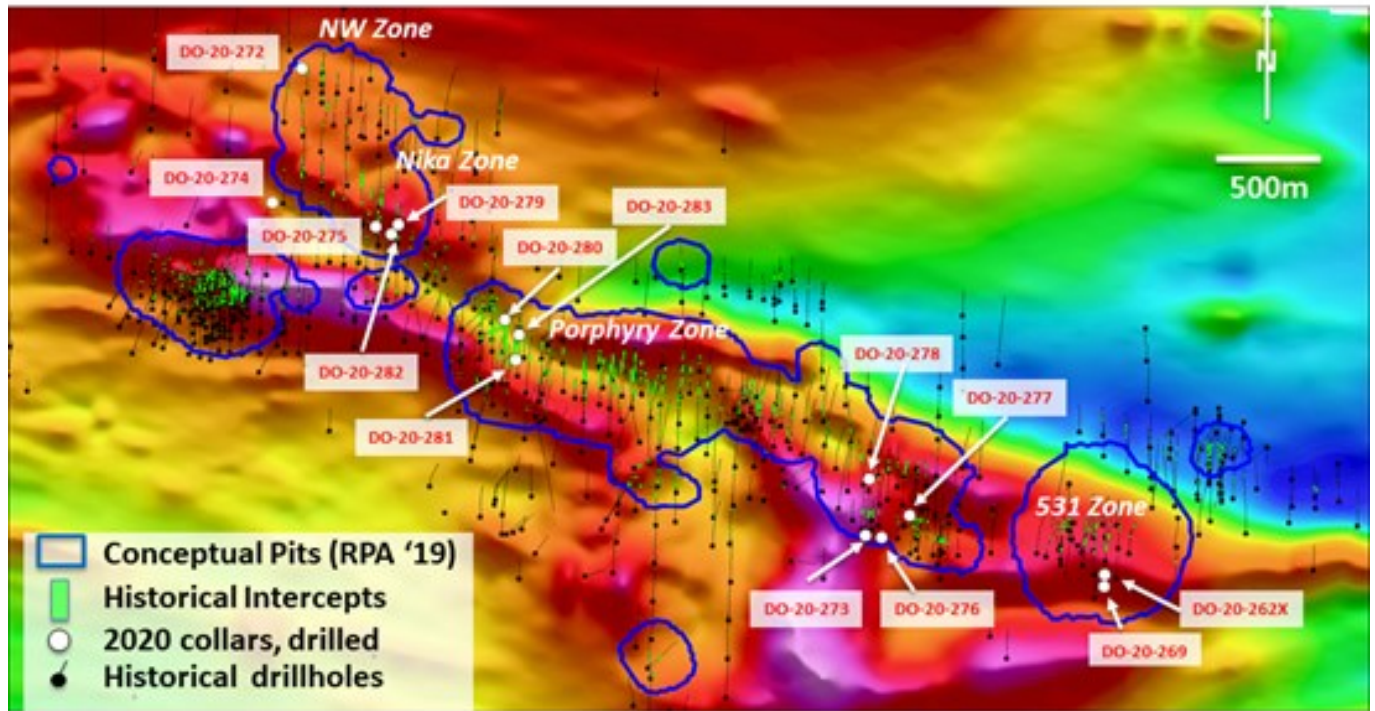 NW Zone
DO-20-272
N
Nika Zone
500m
DO-20-274
DO-20-279
DO-20-283
DO-20-275
DO-20-280
Porphyry Zone
DO-20-282
DO-20-278
DO-20-277
DO-20-281
531 Zone
Conceptual Pits (RPA ‘19)
Historical Intercepts
2020 collars, drilled
Historical drillholes
DO-20-273
DO-20-276
DO-20-262X
DO-20-269